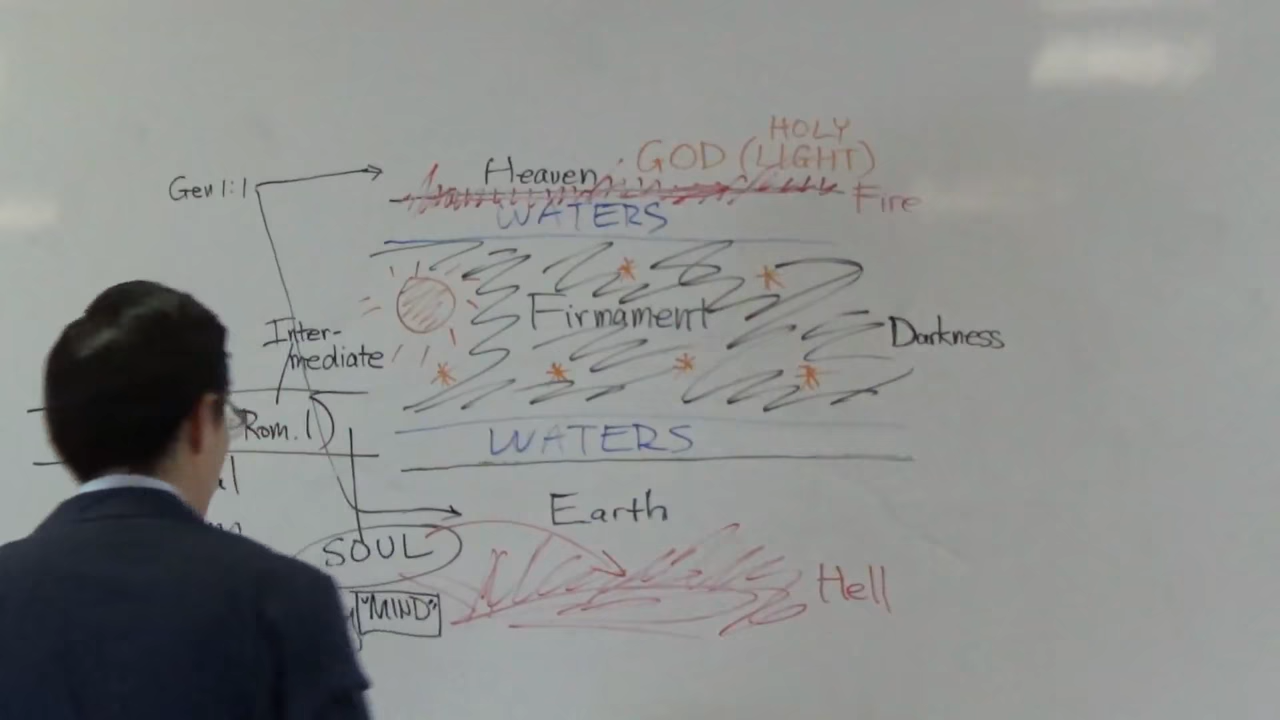 HOLY
GOD (LIGHT)
Heaven
Gen 1:1
Fire
WATERS
Firmament
Inter-
mediate
Darkness
Rom. 1)
WATERS
Earth
SOUL
Hell
"MIND"